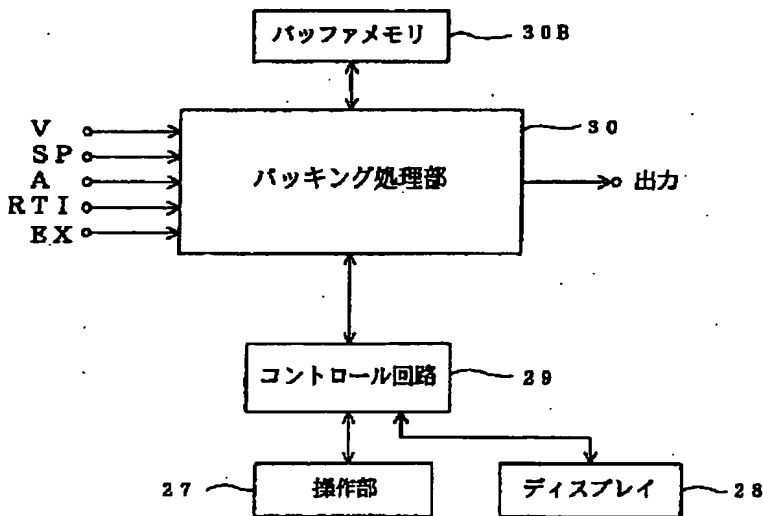 バッファメモリ
30B
V
SP
A
RTI
EX
パッキング処理部
30
出力
コントロール回路
29
27
操作部
ディスプレイ
28